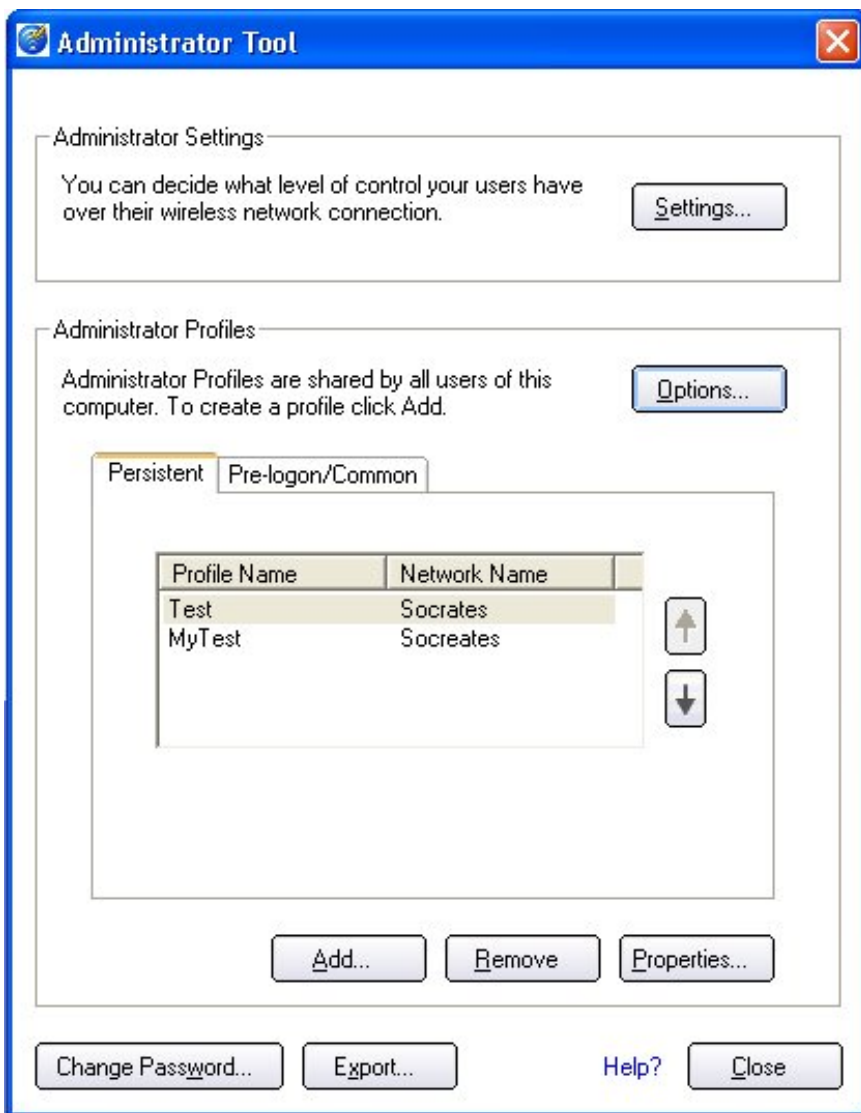 Administrator Tool
Administrator Settings
You can decide what level of control your users have
over their wireless network connection.
Settings...
Administrator Profiles
Administrator Profiles are shared by all users of this
computer. To create a profile click Add.
Options...
Persistent Pre-logon/Common
Profile Name Network Name
Test Socrates
MyTest Socreates
Add... Remove Properties...
Change Password... Export... Help? Close